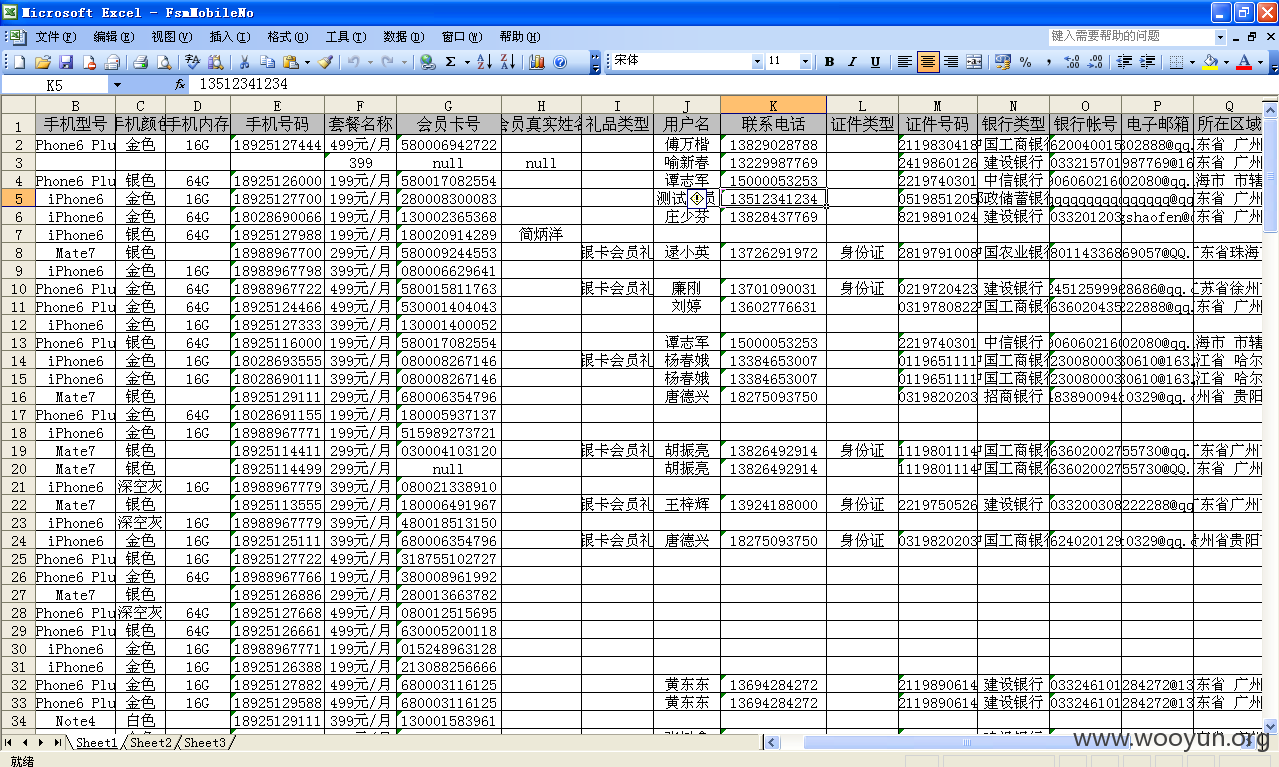 Microsoft Excel - FsmMobileNo
文件(F) 编辑(E) 视图(V) 插入(I) 格式(O) 工具(T) 数据(D) 窗口(W) 帮助(H) 键入需要帮助的问题
宋体 11 B I U
K5 fx 13512341234
B C D E F G H I J K L M N O P Q
1 手机型号 手机颜色 手机内存 手机号码 套餐名称 会员卡号 会员真实姓名 礼品类型 用户名 联系电话 证件类型 证件号码 银行类型 银行帐号 电子邮箱 所在区域
2 Phone6 Plu 金色 16G 18925127444 499元/月 580006942722 傅万楷 13829028788 2119830418 中国工商银行 620040015 302888@qq. 东省 广州
3 399 null null 喻新春 13229987769 2419860126 建设银行 033215701 987769@16 东省 广州
4 Phone6 Plu 银色 64G 18925126000 199元/月 580017082554 谭志军 15000053253 2219740301 中信银行 906060216 02080@qq. 海市 市辖
5 iPhone6 金色 16G 18925127700 199元/月 280008300083 测试 员 13512341234 0519851205 邮政储蓄银 qqqqqqqqq qqqq@qq.co 东省 广州
6 Phone6 Plu 金色 64G 18028690066 199元/月 130002365368 庄少芬 13828437769 5219891024 建设银行 033201203 zshaofen@ 东省 广州
7 iPhone6 银色 16G 18925127988 199元/月 180020914289 简炳洋
8 Mate7 银色 18988967700 299元/月 580009244553 银卡会员礼 逯小英 13726291972 身份证 2819791008 中国农业银行 801143368 69057@QQ. 广东省珠海
9 iPhone6 金色 16G 18988967798 399元/月 080006629641
10 Phone6 Plu 金色 64G 18988967722 499元/月 580015811763 银卡会员礼 廉刚 13701090031 身份证 6219720423 建设银行 451259998 28686@qq.c 江苏省徐州
11 Phone6 Plu 金色 64G 18925124466 499元/月 530001404043 刘婷 13602776631 0319780822 中国工商银行 636020435 222888@qq 东省 广州
12 iPhone6 金色 16G 18925127333 399元/月 130001400052
13 Phone6 Plu 金色 64G 18925116000 199元/月 580017082554 谭志军 15000053253 2219740301 中信银行 906060216 02080@qq. 海市 市辖
14 iPhone6 金色 16G 18028693555 399元/月 080008267146 银卡会员礼 杨春娥 13384653007 0119651111 中国工商银行 230080003 30610@163. 江省 哈尔
15 iPhone6 金色 16G 18028690111 399元/月 080008267146 杨春娥 13384653007 0119651111 中国工商银行 230080003 30610@163. 江省 哈尔
16 Mate7 银色 18925129111 299元/月 680006354796 唐德兴 18275093750 0319820203 招商银行 483890094 0329@qq. 州省 贵阳
17 Phone6 Plu 金色 64G 18028691155 199元/月 180005937137
18 iPhone6 金色 16G 18988967771 199元/月 515989273721
19 Mate7 银色 18925114411 299元/月 030004103120 银卡会员礼 胡振亮 13826492914 身份证 1119801114 中国工商银行 636020027 55730@qq. 广东省广州
20 Mate7 银色 18925114499 299元/月 null 胡振亮 13826492914 1119801114 中国工商银行 636020027 55730@QQ. 东省 广州
21 iPhone6 深空灰 16G 18988967779 399元/月 080021338910
22 Mate7 银色 18925113555 299元/月 180006491967 银卡会员礼 王梓辉 13924188000 身份证 2219750526 建设银行 033200308 222288@qq 广东省广州
23 iPhone6 深空灰 16G 18988967779 399元/月 480018513150
24 iPhone6 金色 16G 18925125111 399元/月 680006354796 银卡会员礼 唐德兴 18275093750 身份证 0319820203 中国工商银行 624020129 0329@qq. 贵州省贵阳
25 Phone6 Plu 银色 16G 18925127722 499元/月 318755102727
26 Phone6 Plu 金色 64G 18988967766 199元/月 380008961992
27 Mate7 银色 18925126886 299元/月 280013663782
28 Phone6 Plu 深空灰 64G 18925127668 499元/月 080012515695
29 Phone6 Plu 银色 64G 18925126661 499元/月 630005200118
30 iPhone6 金色 16G 18988967771 199元/月 015248963128
31 iPhone6 金色 16G 18925126388 199元/月 213088256666
32 Phone6 Plu 金色 16G 18925127882 499元/月 680003116125 黄东东 13694284272 2119890614 建设银行 033246101 284272@13 东省 广州
33 Phone6 Plu 金色 16G 18925129588 499元/月 680003116125 黄东东 13694284272 2119890614 建设银行 033246101 284272@13 东省 广州
34 Note4 白色 18925129111 399元/月 130001583961
Sheet1 Sheet2 Sheet3
www.wooyun.org
就绪